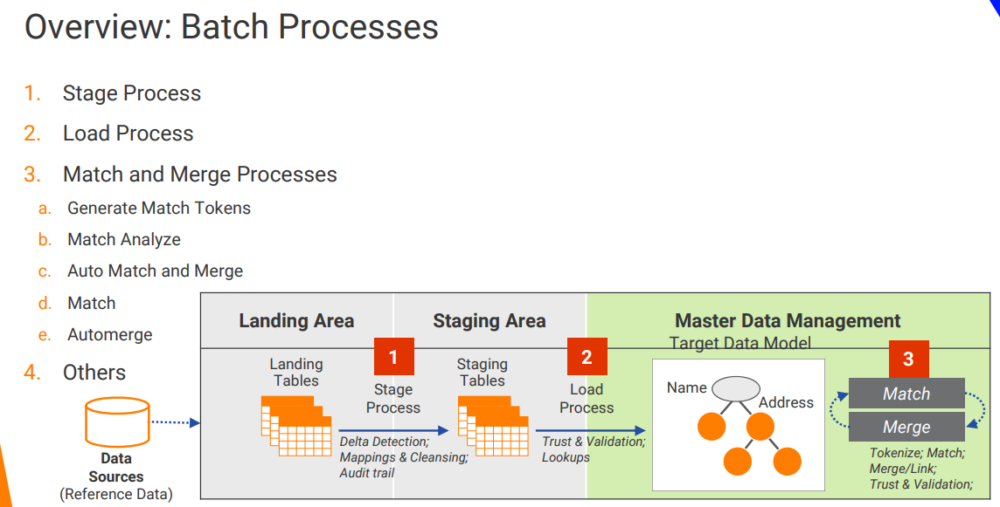 Overview: Batch Processes
1. Stage Process
2. Load Process
3. Match and Merge Processes
a. Generate Match Tokens
b. Match Analyze
c. Auto Match and Merge
d. Match
e. Automerge
4. Others
Data
Sources
(Reference Data)
Landing Area
Staging Area
Master Data Management
Target Data Model
Landing
Tables
1
Stage
Process
Delta Detection;
Mappings & Cleansing;
Audit trail
Staging
Tables
2
Load
Process
Trust & Validation;
Lookups
Name
Address
3
Match
Merge
Tokenize; Match;
Merge/Link;
Trust & Validation;